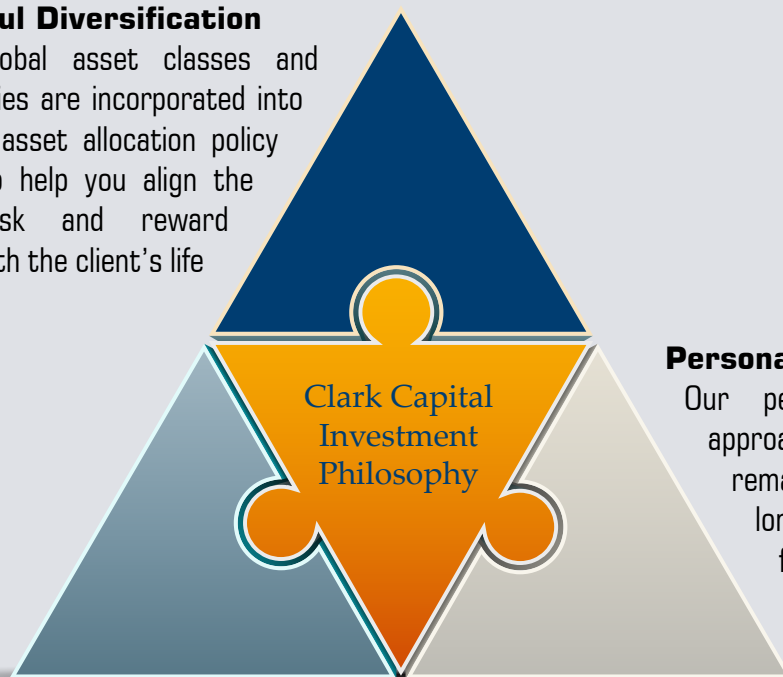 ul Diversification
obal asset classes and
ies are incorporated into
asset allocation policy
help you align the
sk and reward
th the client's life
Clark Capital
Investment
Philosophy
Persona
Our pe
approa
rema
lon
f